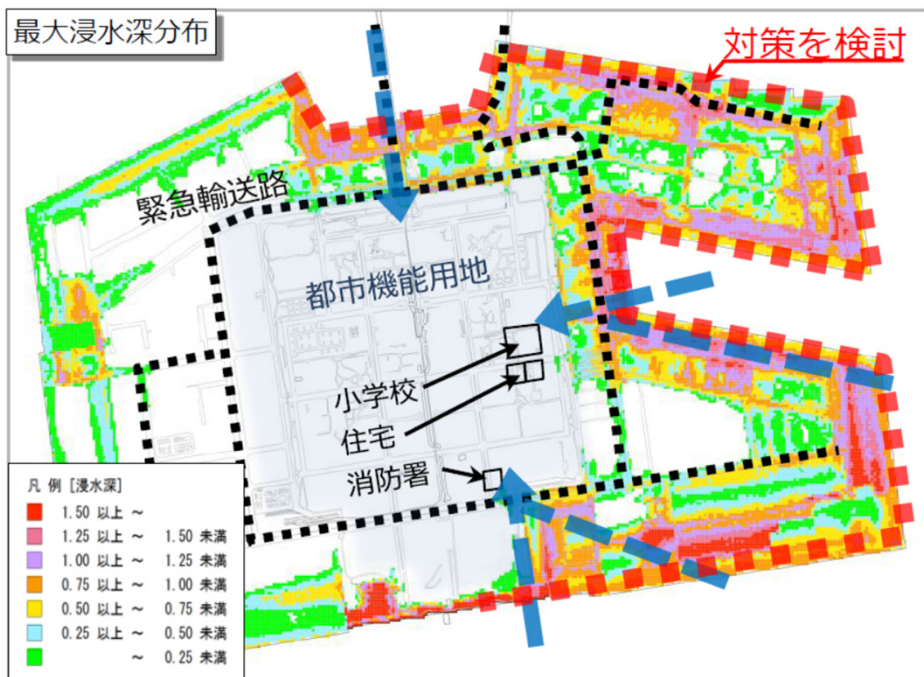 最大浸水深分布
対策を検討
緊急輸送路
都市機能用地
小学校
住宅
消防署
凡 例 [浸水深]
1.50 以上 ～
1.25 以上 ～ 1.50 未満
1.00 以上 ～ 1.25 未満
0.75 以上 ～ 1.00 未満
0.50 以上 ～ 0.75 未満
0.25 以上 ～ 0.50 未満
～ 0.25 未満